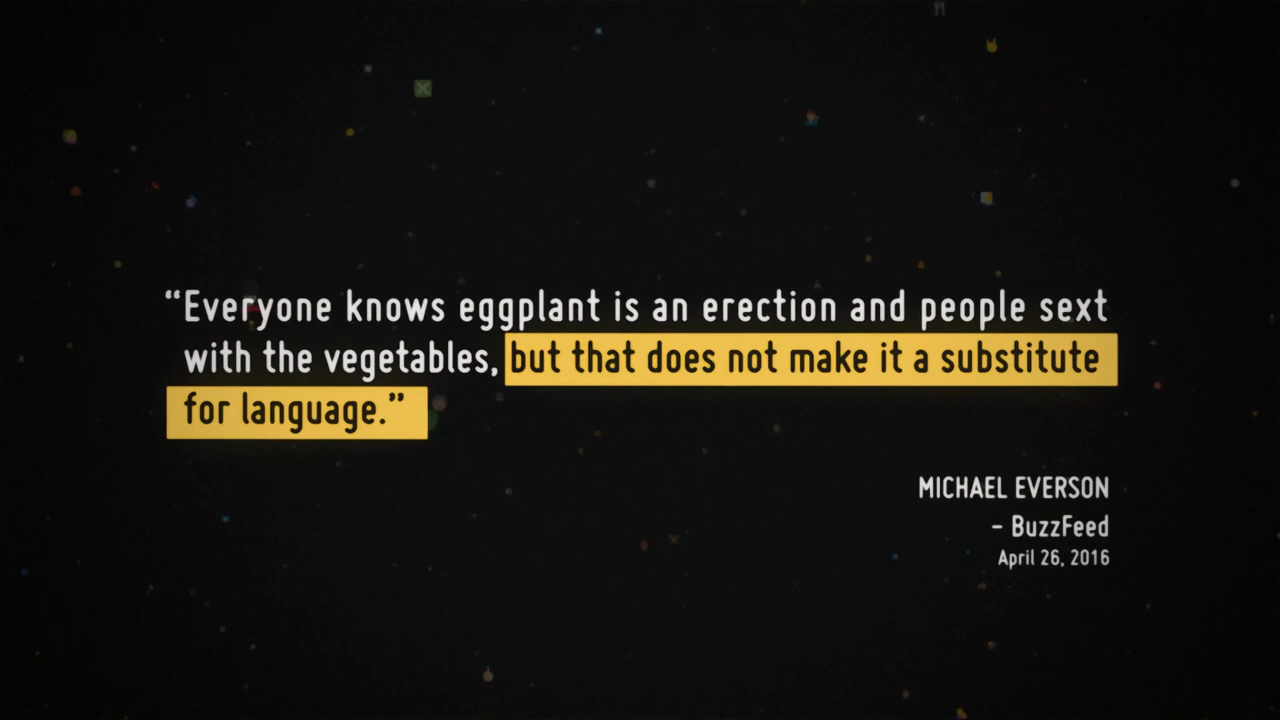 “Everyone knows eggplant is an erection and people sext
with the vegetables, but that does not make it a substitute
for language.”
MICHAEL EVERSON
– BuzzFeed
April 26, 2016